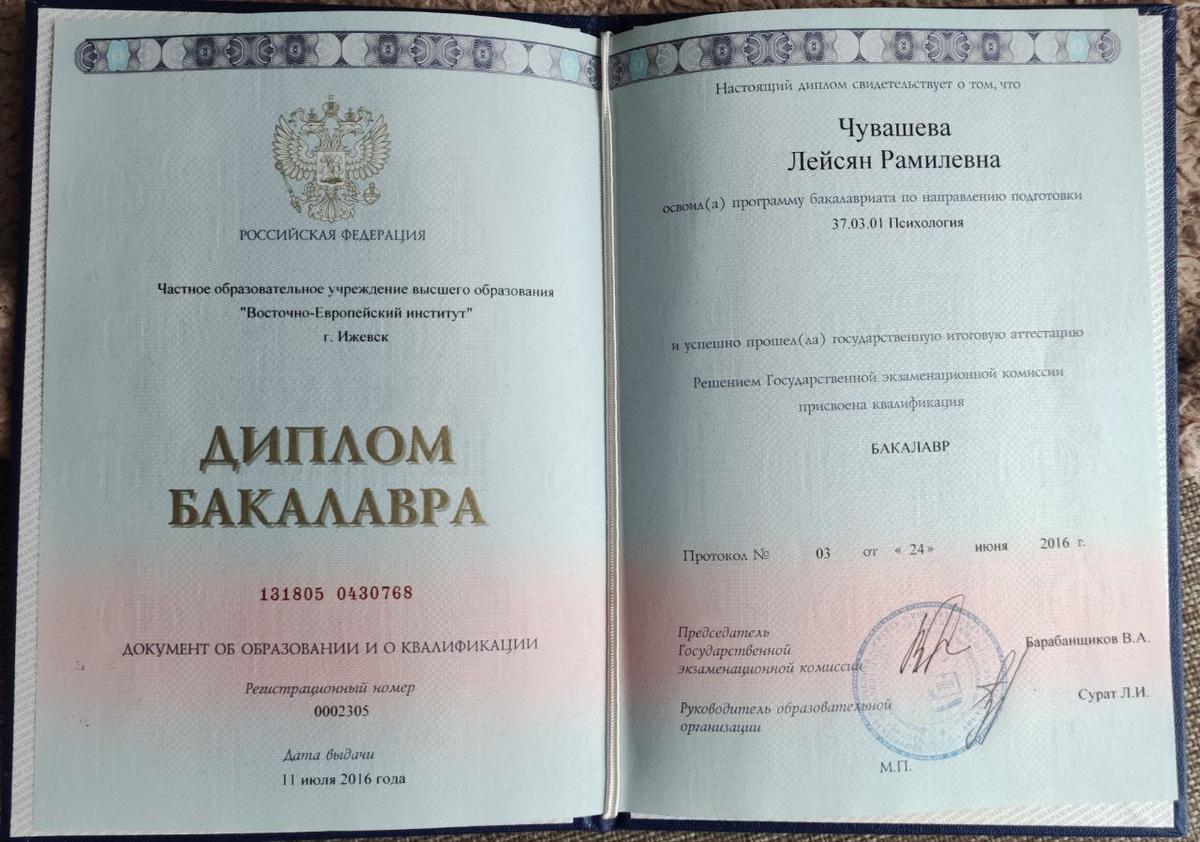 РОССИЙСКАЯ ФЕДЕРАЦИЯ
Частное образовательное учреждение высшего образования
"Восточно-Европейский институт"
г. Ижевск
ДИПЛОМ
БАКАЛАВРА
131805 0430768
ДОКУМЕНТ ОБ ОБРАЗОВАНИИ И О КВАЛИФИКАЦИИ
Регистрационный номер
0002305
Дата выдачи
11 июля 2016 года
Настоящий диплом свидетельствует о том, что
Чувашева
Лейсян Рамилевна
освоил(а) программу бакалавриата по направлению подготовки
37.03.01 Психология
и успешно прошел(ла) государственную итоговую аттестацию
Решением Государственной экзаменационной комиссии
присвоена квалификация
БАКАЛАВР
Протокол № 03 от « 24 » июня 2016 г.
Председатель
Государственной
экзаменационной комиссии
Барабанщиков В.А.
Руководитель образовательной
организации
Сурат Л.И.
М.П.